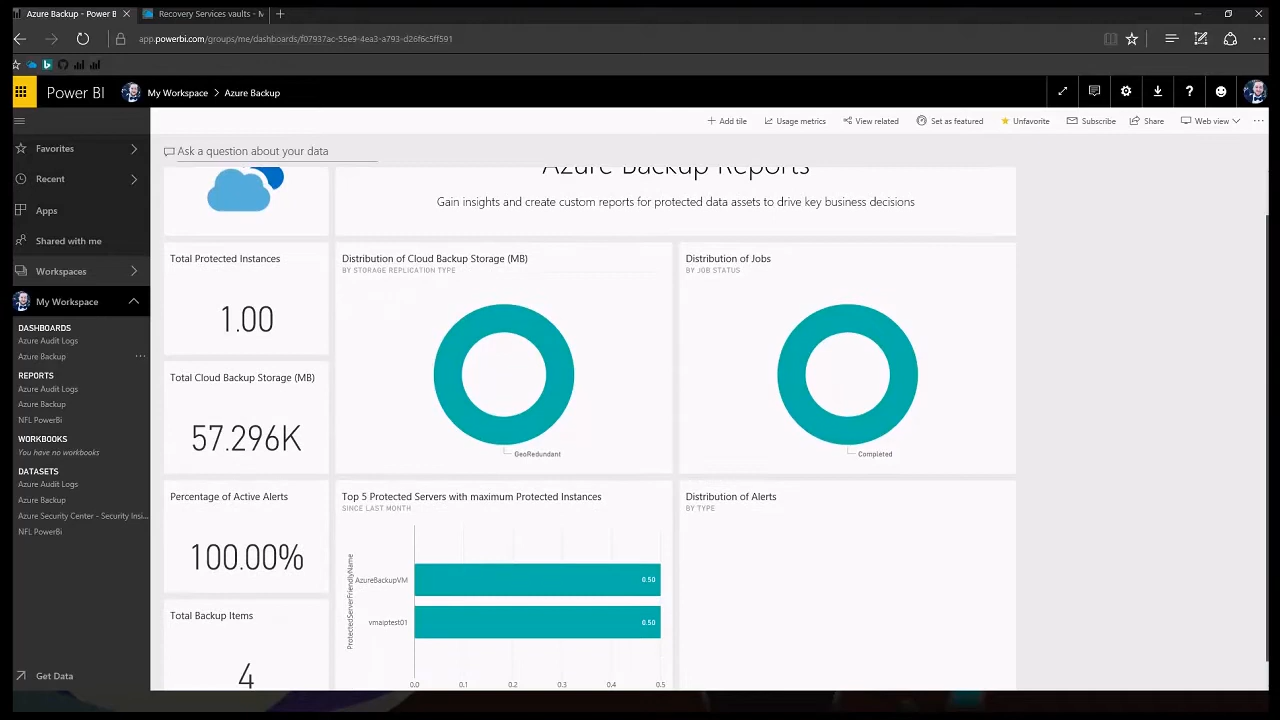 Azure Backup - Power B
Recovery Services vaults - M
app.powerbi.com/groups/me/dashboards/f07937ac-55e9-4ea3-a793-d26f6c5ff591
Power BI
My Workspace > Azure Backup
Add tile
Usage metrics
View related
Set as featured
Unfavorite
Subscribe
Share
Web view
Ask a question about your data
Favorites
Recent
Apps
Shared with me
Workspaces
My Workspace
DASHBOARDS
Azure Audit Logs
Azure Backup
REPORTS
Azure Audit Logs
Azure Backup
NFL PowerBi
WORKBOOKS
You have no workbooks
DATASETS
Azure Audit Logs
Azure Backup
Azure Security Center - Security Insi...
NFL PowerBi
Get Data
Azure Backup Reports
Gain insights and create custom reports for protected data assets to drive key business decisions
Total Protected Instances
1.00
Distribution of Cloud Backup Storage (MB)
BY STORAGE REPLICATION TYPE
GeoRedundant
Distribution of Jobs
BY JOB STATUS
Completed
Total Cloud Backup Storage (MB)
57.296K
Percentage of Active Alerts
100.00%
Top 5 Protected Servers with maximum Protected Instances
SINCE LAST MONTH
ProtectedServerFriendlyName
AzureBackupVM
0.50
vmaiptest01
0.50
0.0 0.1 0.2 0.3 0.4 0.5
Distribution of Alerts
BY TYPE
Total Backup Items
4